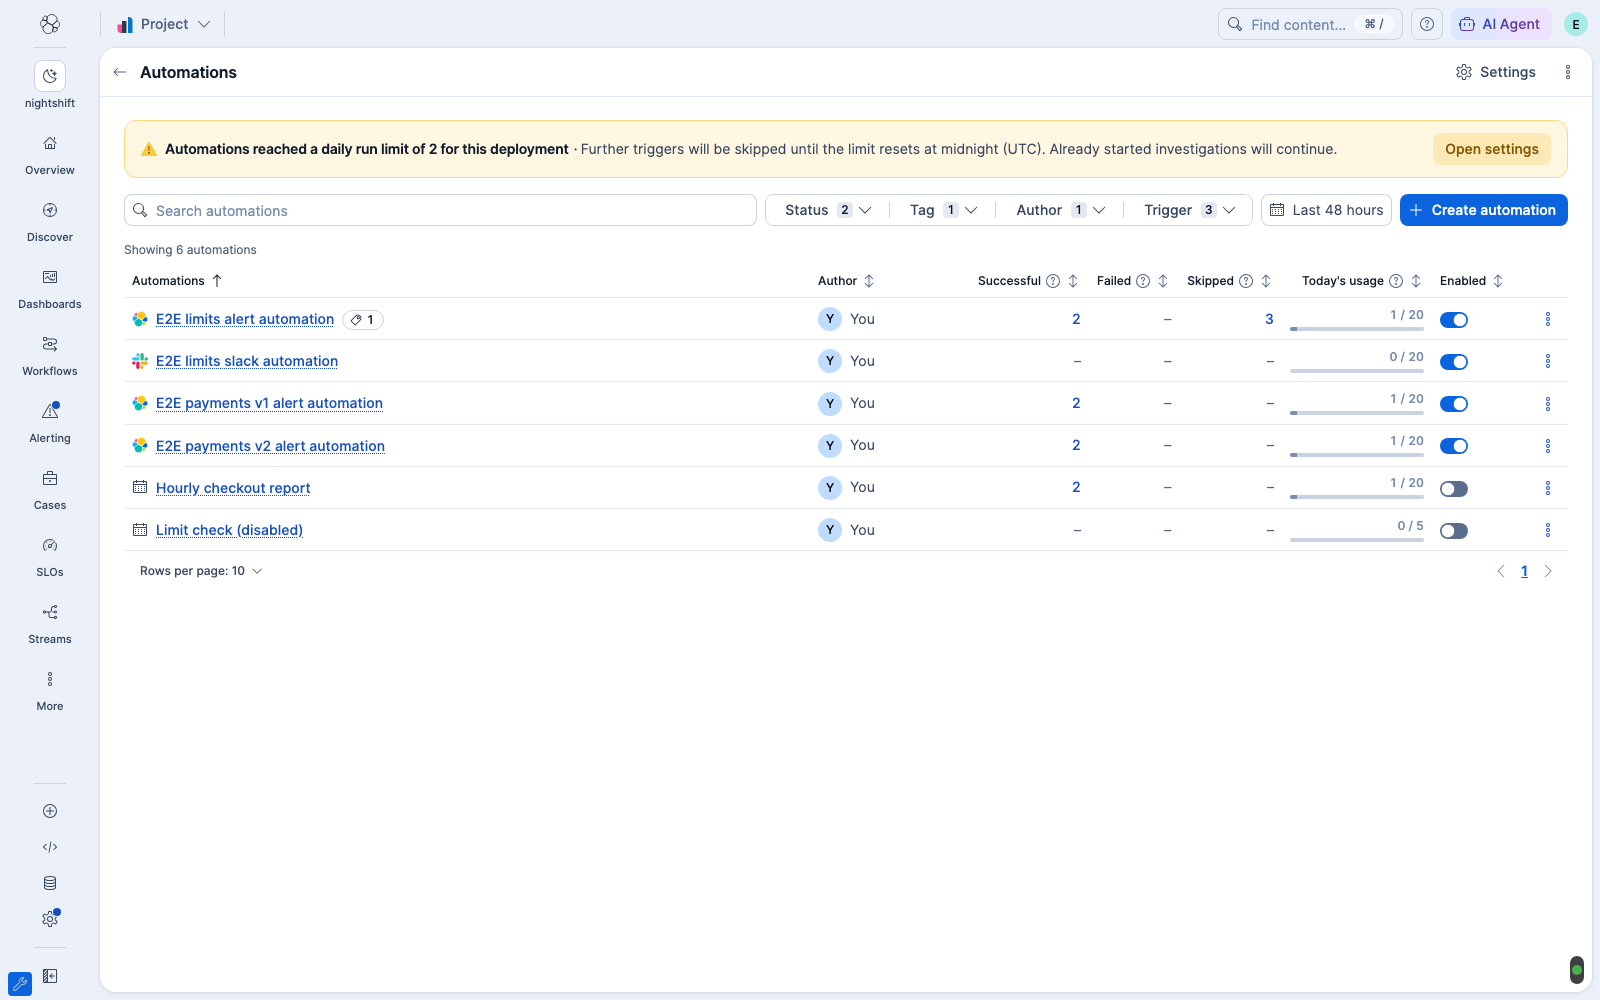 Project
Find content... ⌘ /
AI Agent
E
nightshift
Overview
Discover
Dashboards
Workflows
Alerting
Cases
SLOs
Streams
More
Automations
Settings
Automations reached a daily run limit of 2 for this deployment · Further triggers will be skipped until the limit resets at midnight (UTC). Already started investigations will continue.
Open settings
Search automations
Status 2
Tag 1
Author 1
Trigger 3
Last 48 hours
Create automation
Showing 6 automations
Automations Author Successful Failed Skipped Today's usage Enabled
E2E limits alert automation 1 Y You 2 – 3 1 / 20
E2E limits slack automation Y You – – – 0 / 20
E2E payments v1 alert automation Y You 2 – – 1 / 20
E2E payments v2 alert automation Y You 2 – – 1 / 20
Hourly checkout report Y You 2 – – 1 / 20
Limit check (disabled) Y You – – – 0 / 5
Rows per page: 10
1